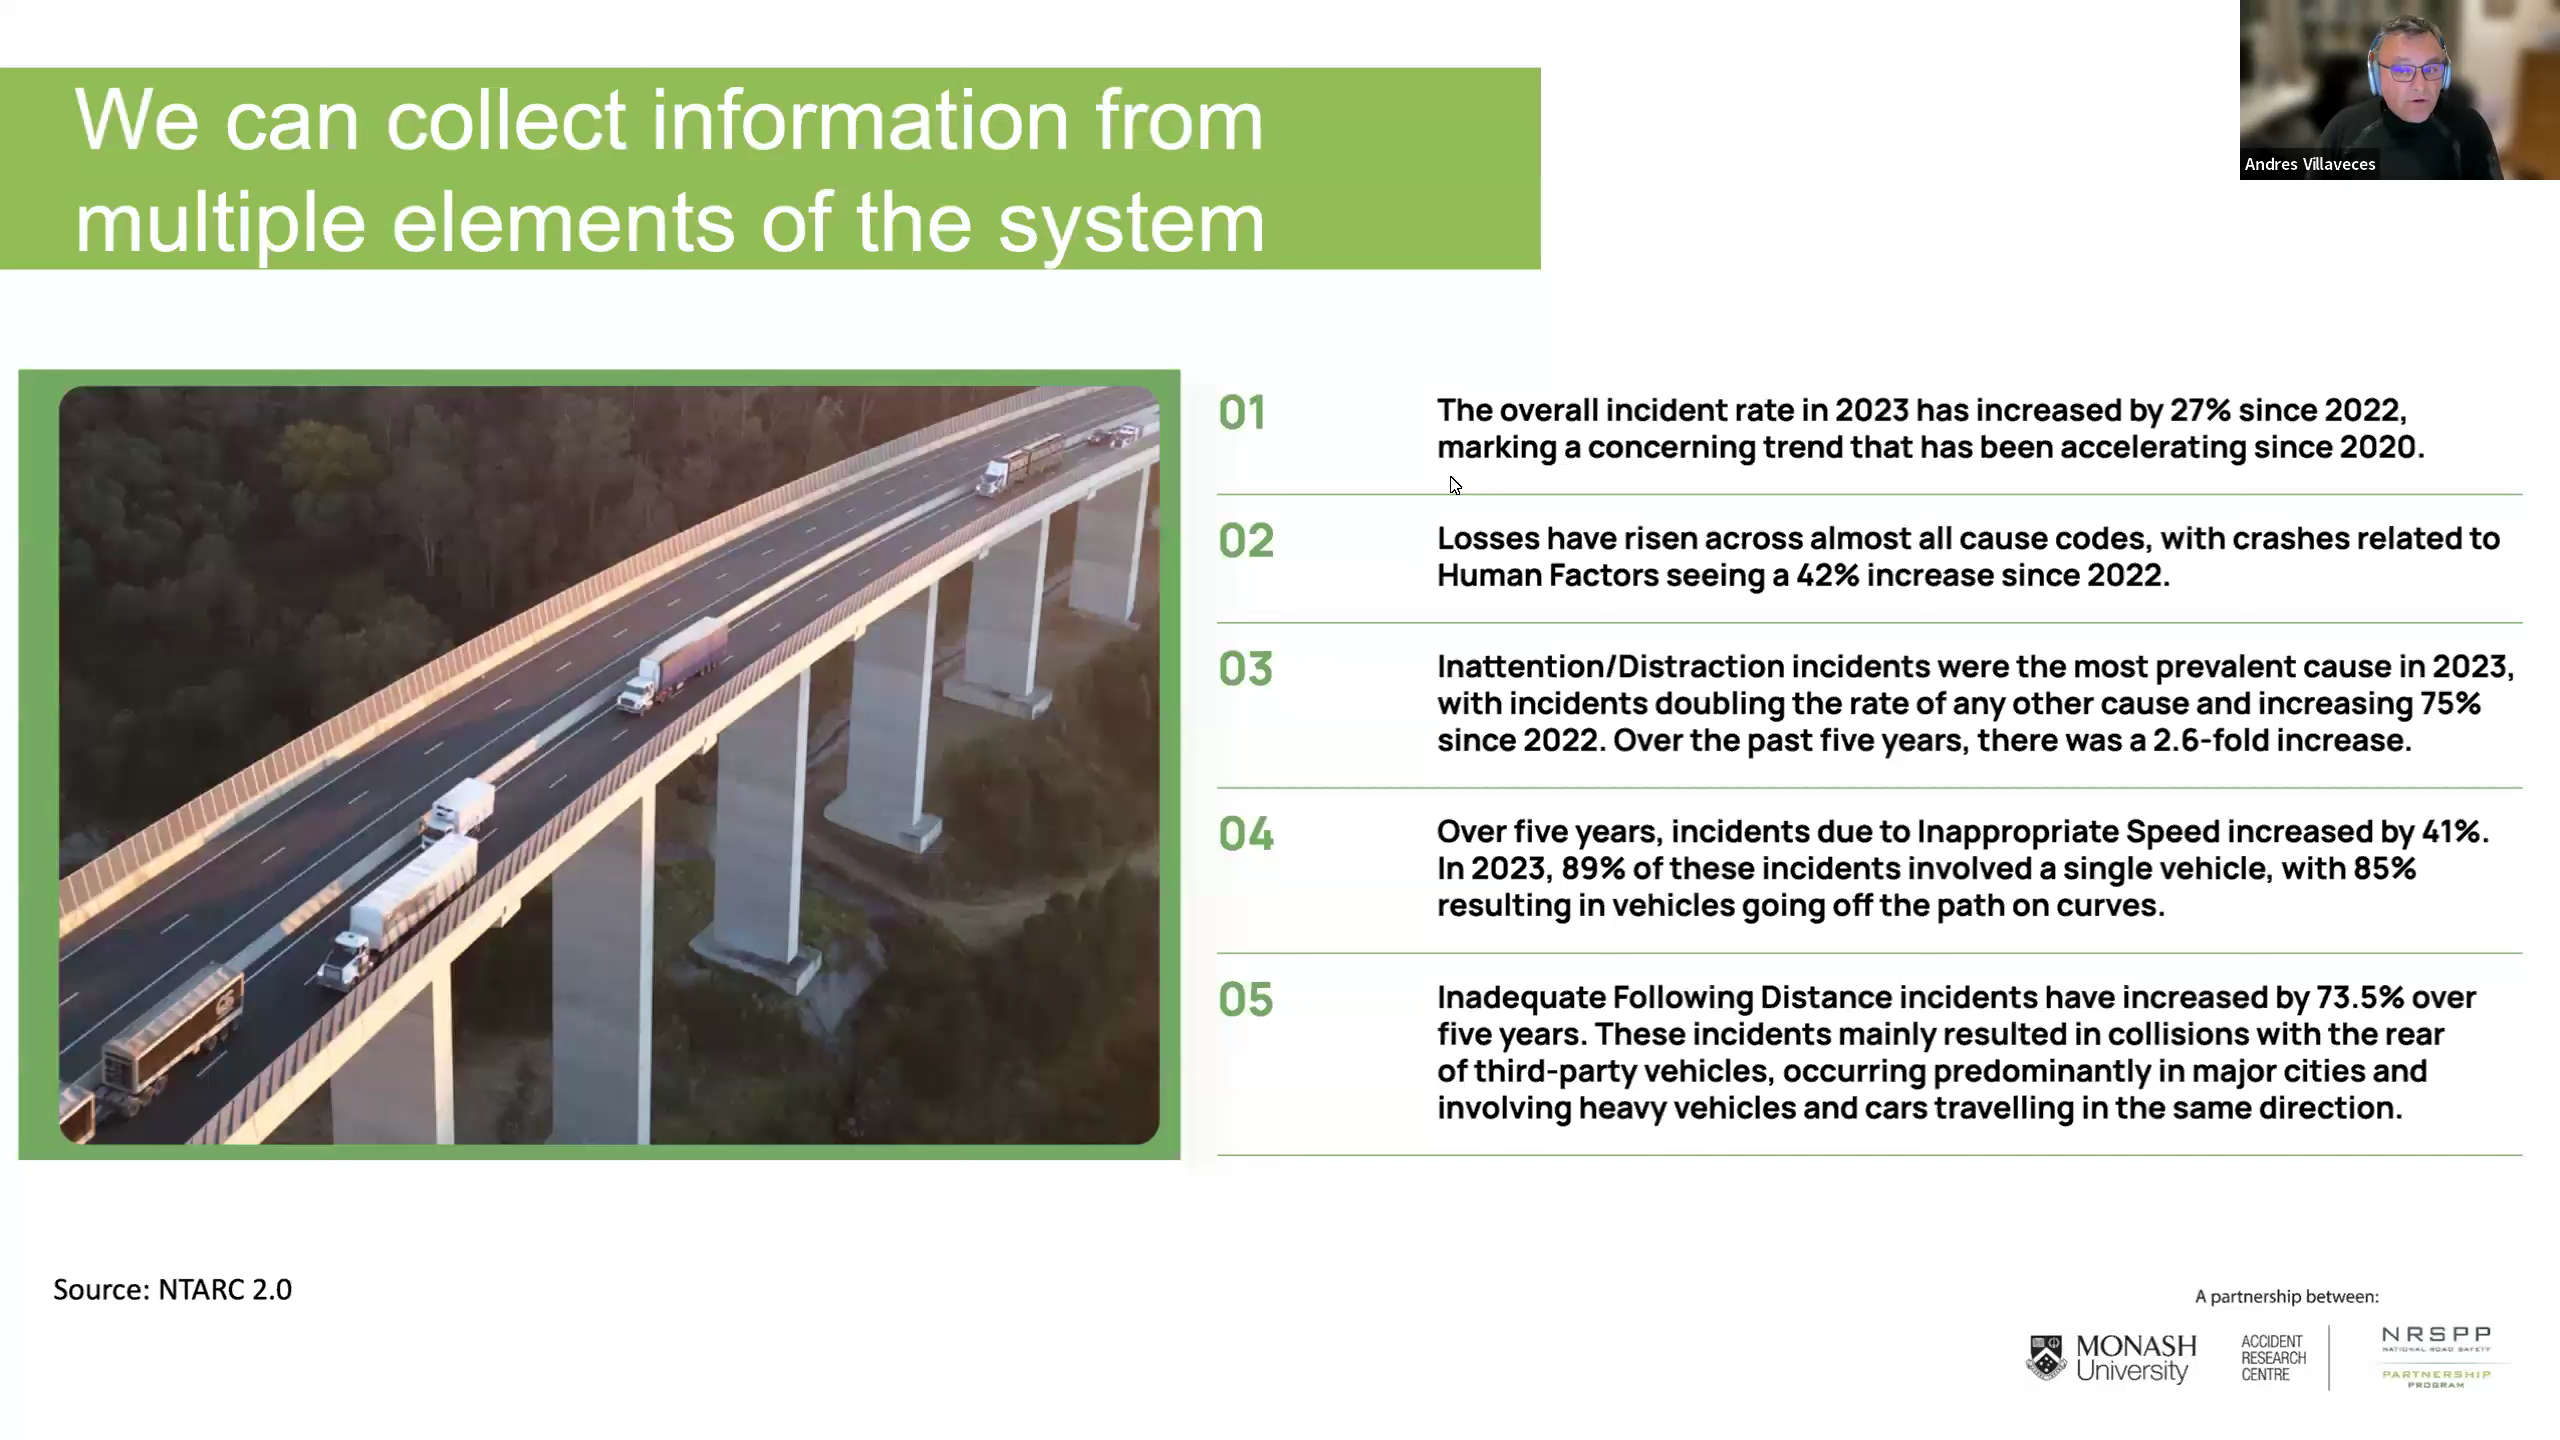 We can collect information from
multiple elements of the system
Andres Villaveces
01
The overall incident rate in 2023 has increased by 27% since 2022,
marking a concerning trend that has been accelerating since 2020.
02
Losses have risen across almost all cause codes, with crashes related to
Human Factors seeing a 42% increase since 2022.
03
Inattention/Distraction incidents were the most prevalent cause in 2023,
with incidents doubling the rate of any other cause and increasing 75%
since 2022. Over the past five years, there was a 2.6-fold increase.
04
Over five years, incidents due to Inappropriate Speed increased by 41%.
In 2023, 89% of these incidents involved a single vehicle, with 85%
resulting in vehicles going off the path on curves.
05
Inadequate Following Distance incidents have increased by 73.5% over
five years. These incidents mainly resulted in collisions with the rear
of third-party vehicles, occurring predominantly in major cities and
involving heavy vehicles and cars travelling in the same direction.
Source: NTARC 2.0
A partnership between:
MONASH
University
ACCIDENT
RESEARCH
CENTRE
NRSPP
NATIONAL ROAD SAFETY
PARTNERSHIP
PROGRAM